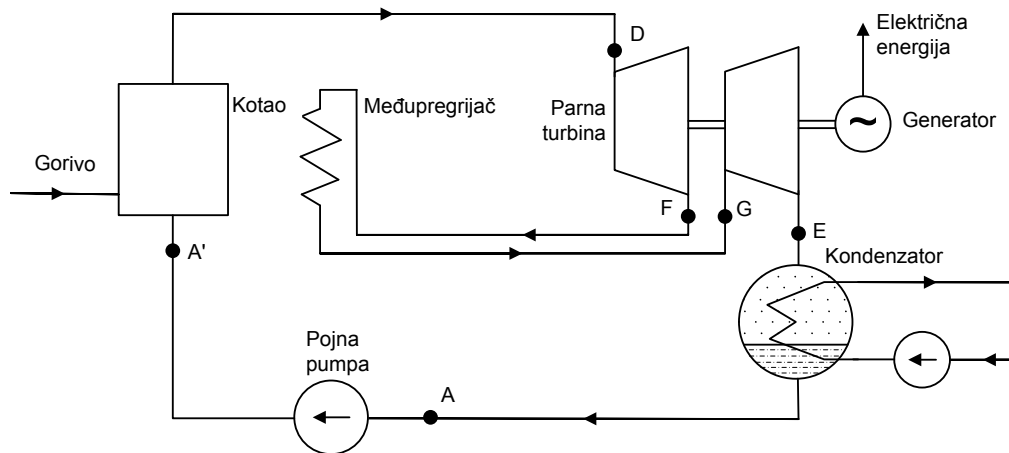 D
Električna
energija
Kotao
Međupregrijač
Parna
turbina
~
Generator
Gorivo
F
G
A'
E
Kondenzator
Pojna
pumpa
A